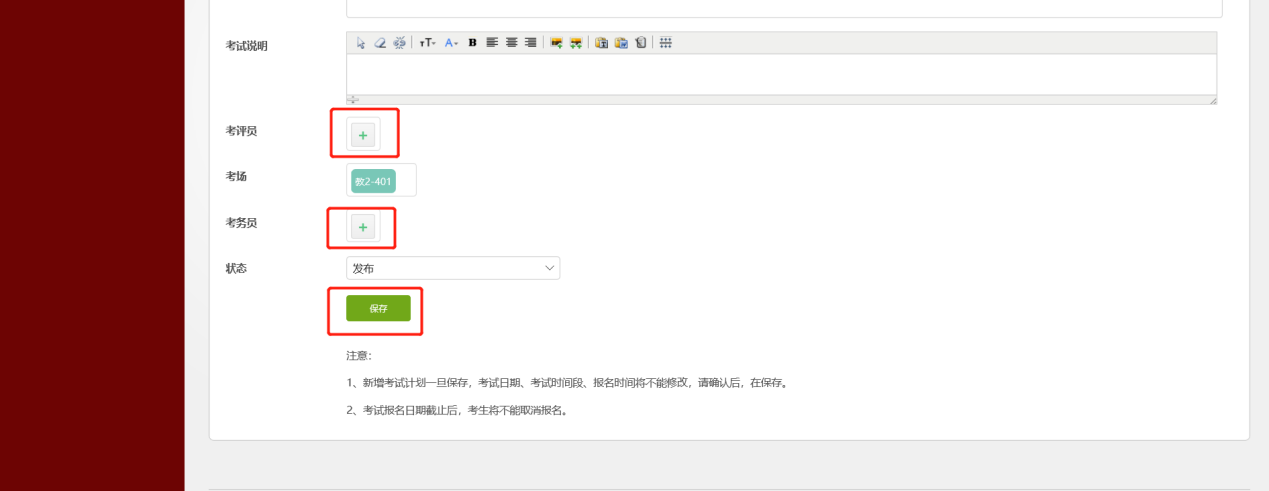 考试说明
тT A B
考评员
+
考场
教2-401
考务员
+
状态
发布
保存
注意：
1、新增考试计划一旦保存，考试日期、考试时间段、报名时间将不能修改，请确认后，在保存。
2、考试报名日期截止后，考生将不能取消报名。